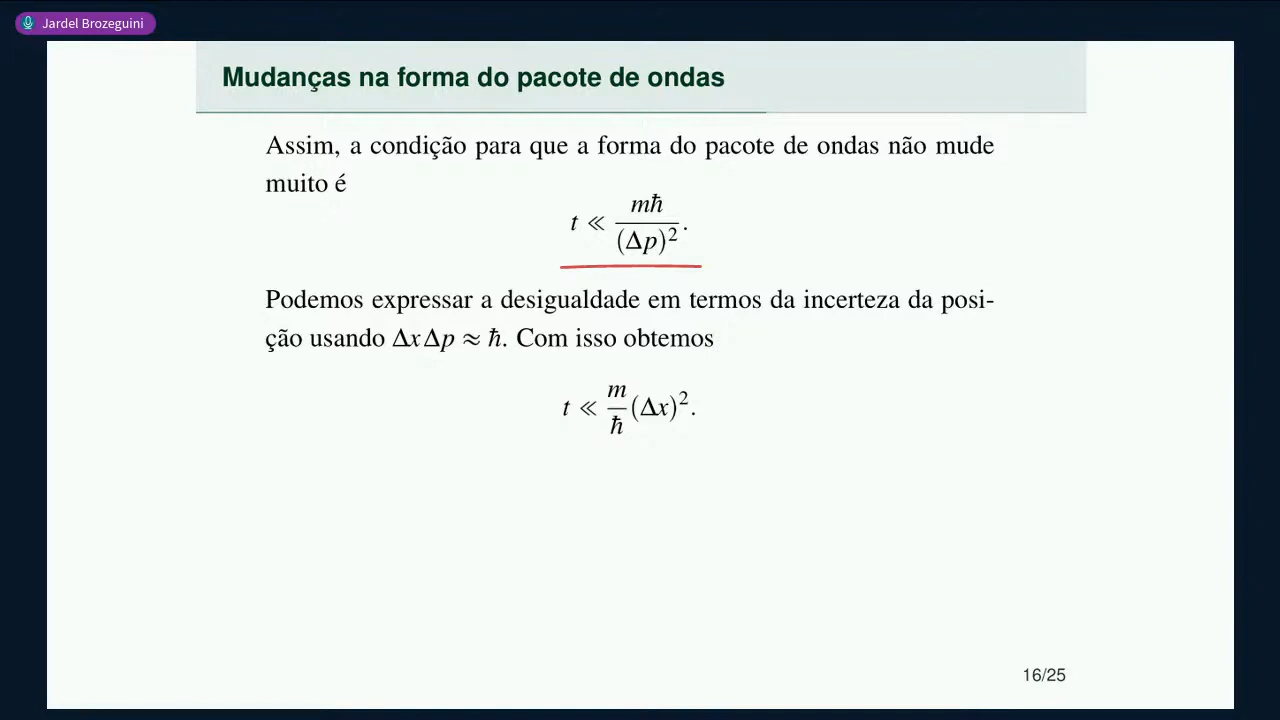 Jardel Brozeguini
Mudanças na forma do pacote de ondas
Assim, a condição para que a forma do pacote de ondas não mude
muito é
t ≪ mħ/(Δp)².
Podemos expressar a desigualdade em termos da incerteza da posi-
ção usando ΔxΔp ≈ ħ. Com isso obtemos
t ≪ m/ħ (Δx)².
16/25